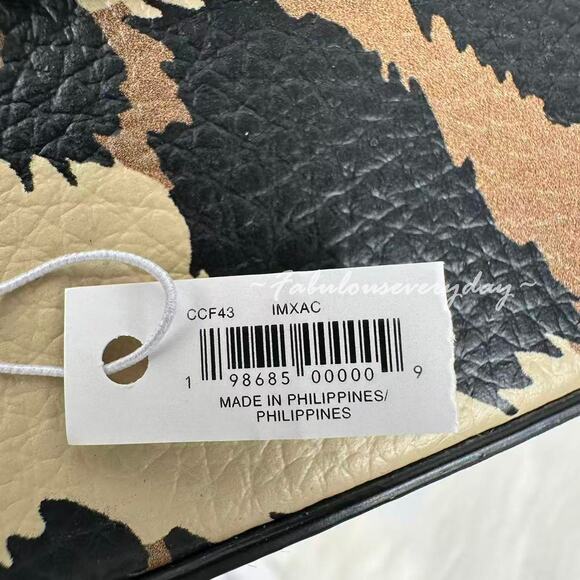 ~Fabulouseveryday~
CCF43 IMXAC
1 98685 00000 9
MADE IN PHILIPPINES/
PHILIPPINES